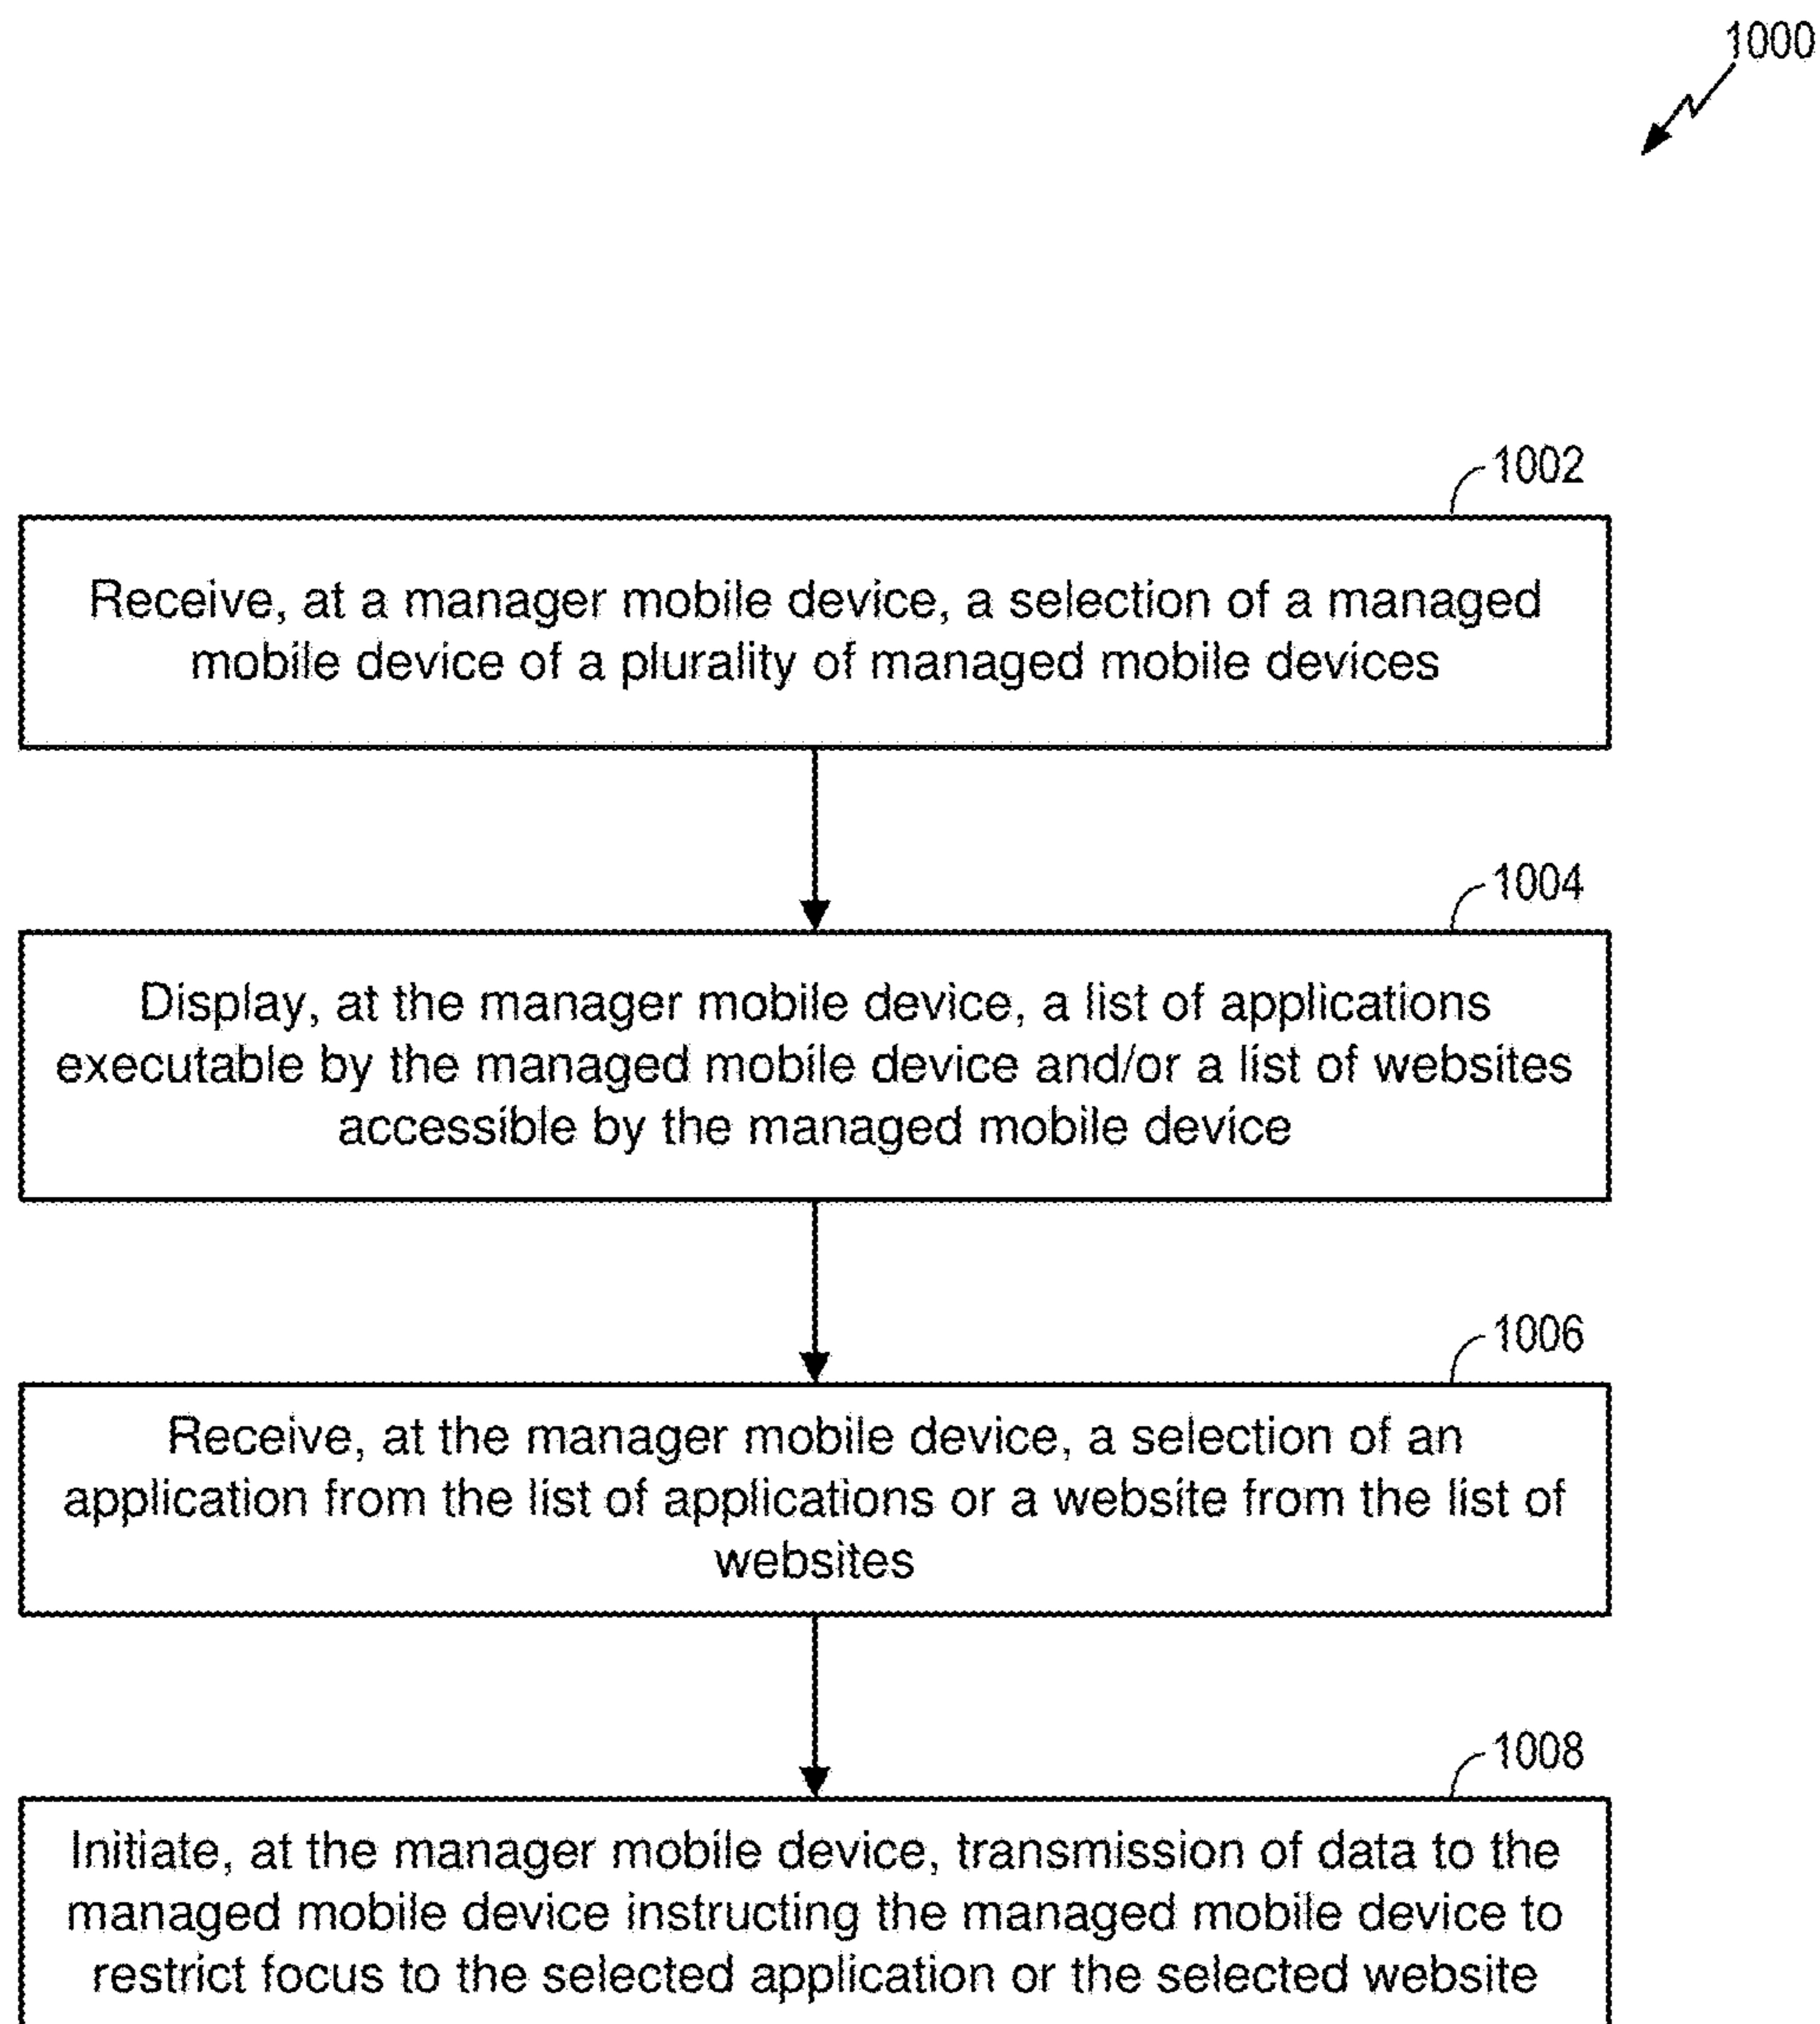 1000
1002
Receive, at a manager mobile device, a selection of a managed
mobile device of a plurality of managed mobile devices
1004
Display, at the manager mobile device, a list of applications
executable by the managed mobile device and/or a list of websites
accessible by the managed mobile device
1006
Receive, at the manager mobile device, a selection of an
application from the list of applications or a website from the list of
websites
1008
Initiate, at the manager mobile device, transmission of data to the
managed mobile device instructing the managed mobile device to
restrict focus to the selected application or the selected website